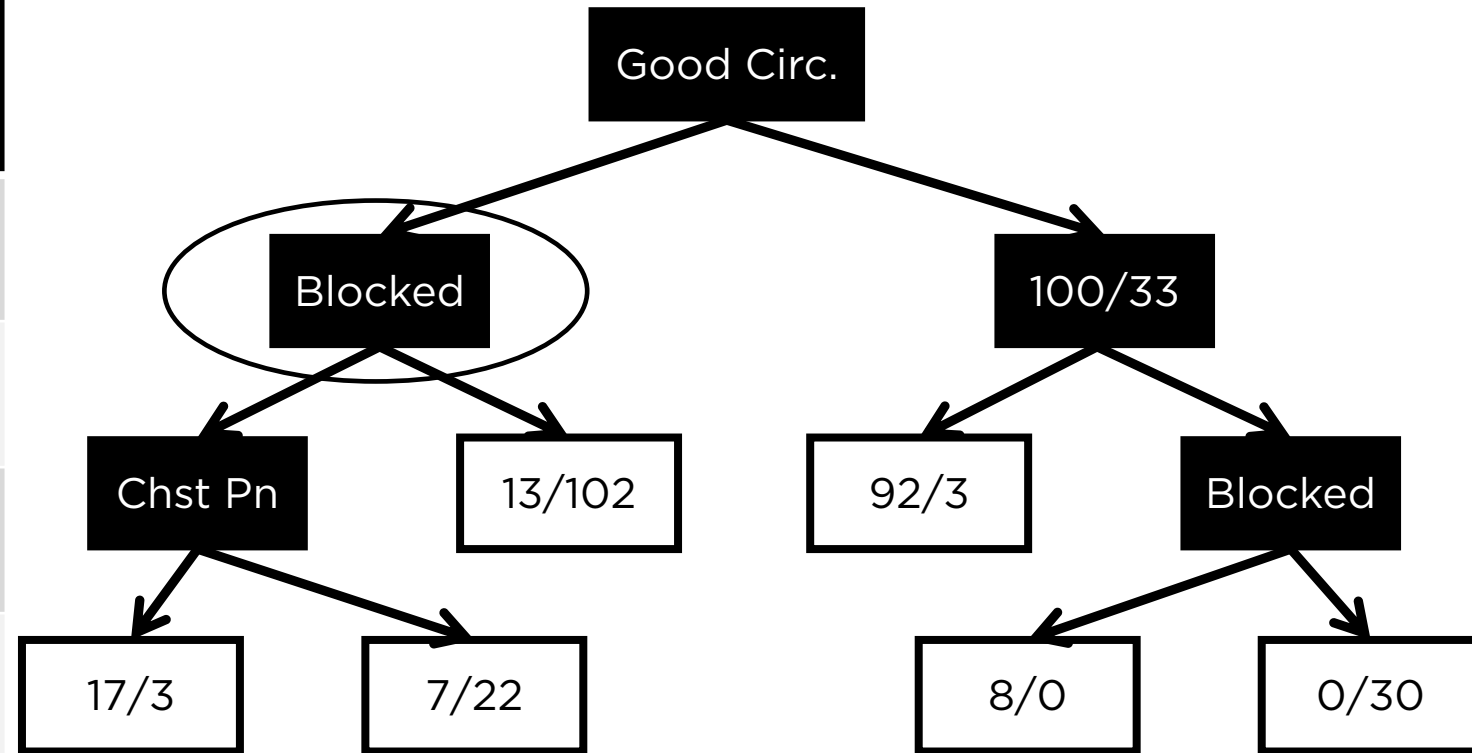 Good Circ.
Blocked
100/33
Chst Pn
13/102
92/3
Blocked
17/3
7/22
8/0
0/30